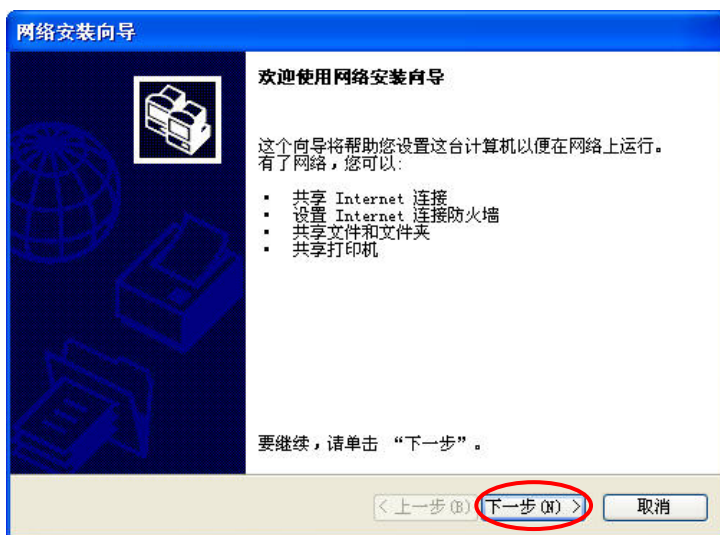 网络安装向导
欢迎使用网络安装向导
这个向导将帮助您设置这台计算机以便在网络上运行。
有了网络，您可以:
▪ 共享 Internet 连接
▪ 设置 Internet 连接防火墙
▪ 共享文件和文件夹
▪ 共享打印机
要继续，请单击 “下一步”。
< 上一步(B) 下一步(N) > 取消